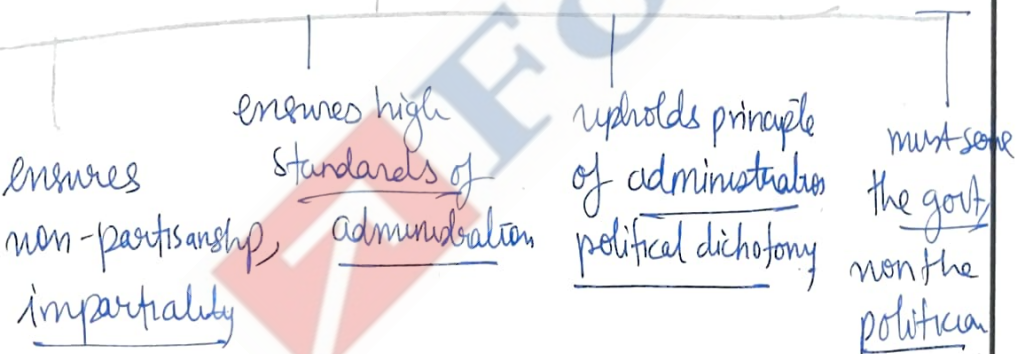 ensures
non-partisanship,
impartiality
ensures high
standards of
administration
upholds principle
of administration
political dichotomy
must serve
the govt,
non the
politician